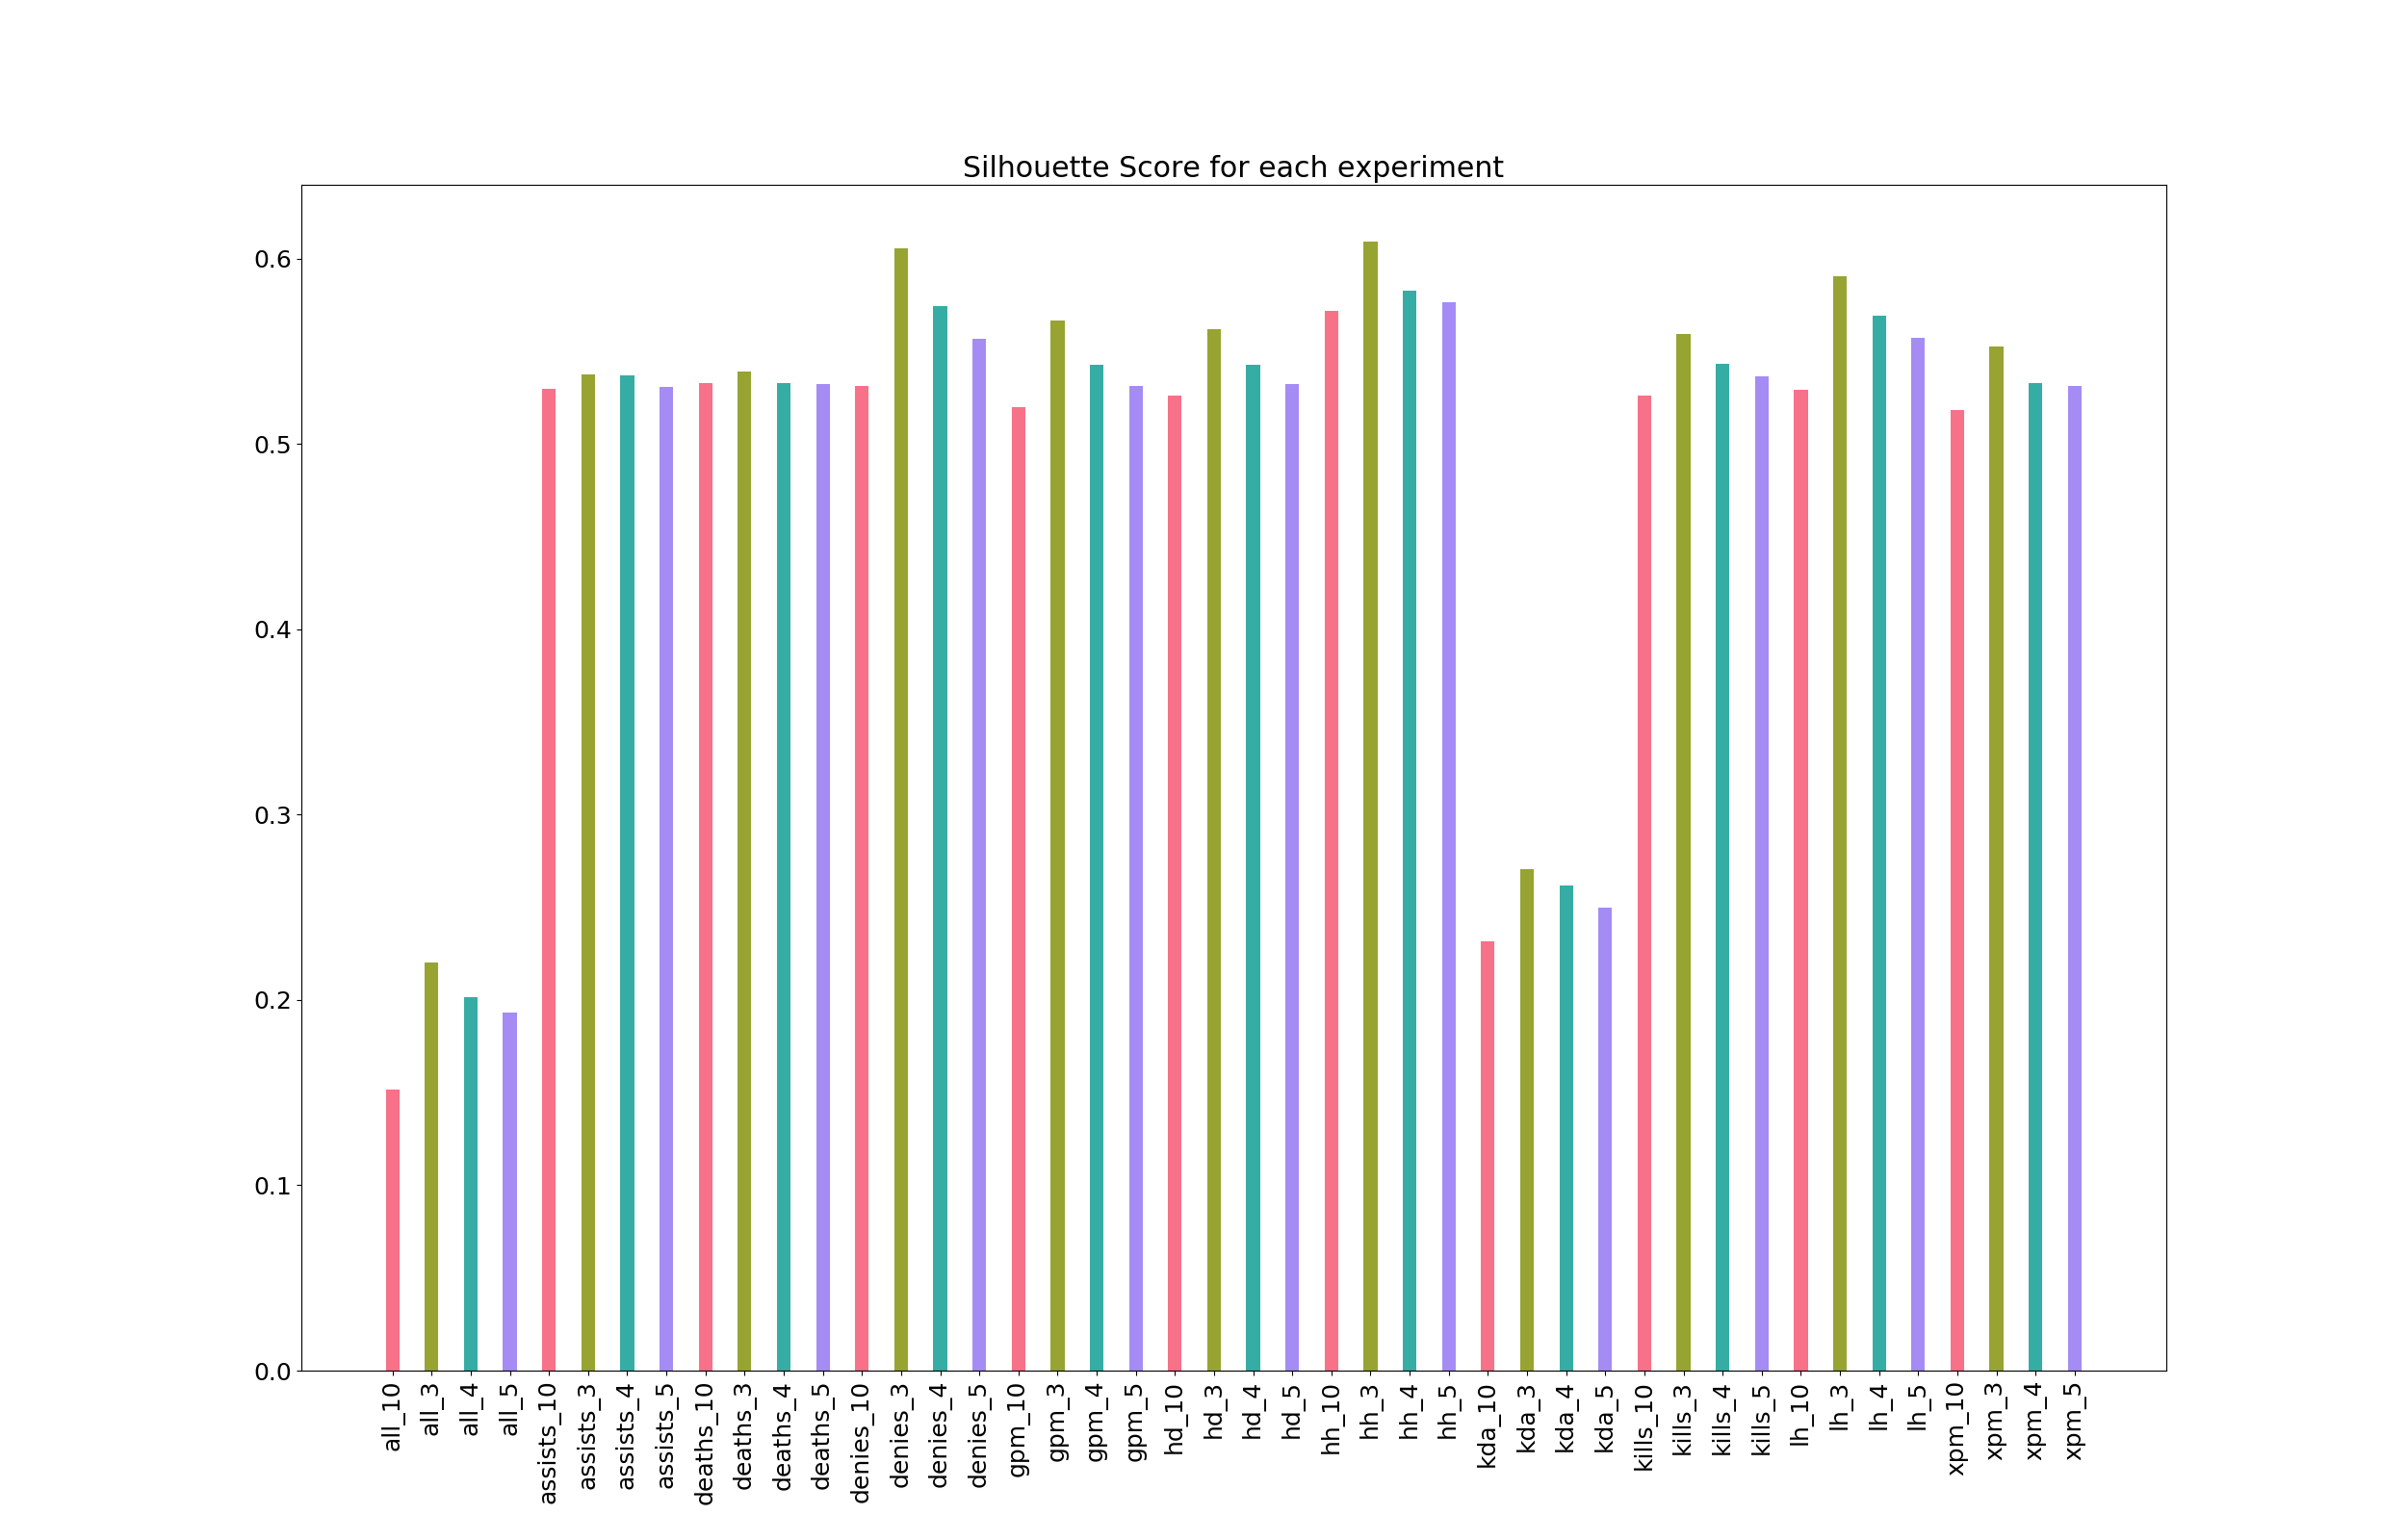 Silhouette Score for each experiment
0.6
0.5
0.4
0.3
0.2
0.1
0.0
all_10
all_3
all_4
all_5
assists_10
assists_3
assists_4
assists_5
deaths_10
deaths_3
deaths_4
deaths_5
denies_10
denies_3
denies_4
denies_5
gpm_10
gpm_3
gpm_4
gpm_5
hd_10
hd_3
hd_4
hd_5
hh_10
hh_3
hh_4
hh_5
kda_10
kda_3
kda_4
kda_5
kills_10
kills_3
kills_4
kills_5
lh_10
lh_3
lh_4
lh_5
xpm_10
xpm_3
xpm_4
xpm_5